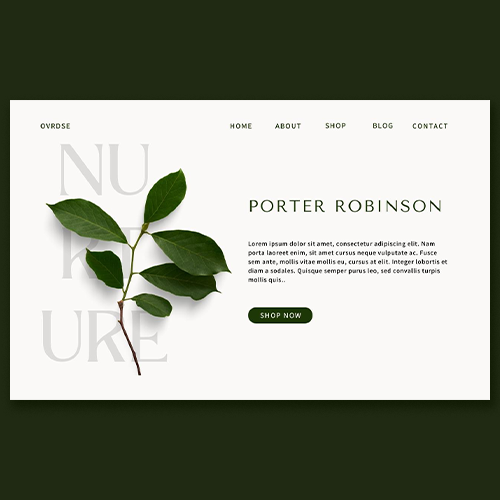 OVRDSE HOME ABOUT SHOP BLOG CONTACT
NU
URE
PORTER ROBINSON
Lorem ipsum dolor sit amet, consectetur adipiscing elit. Nam
porta laoreet enim, sit amet cursus neque vulputate ac. Fusce
sem ante, mollis vitae mollis eu, cursus at elit. Integer lobortis et
diam a sodales. Quisque semper purus leo, sed convallis turpis
mollis quis..
SHOP NOW